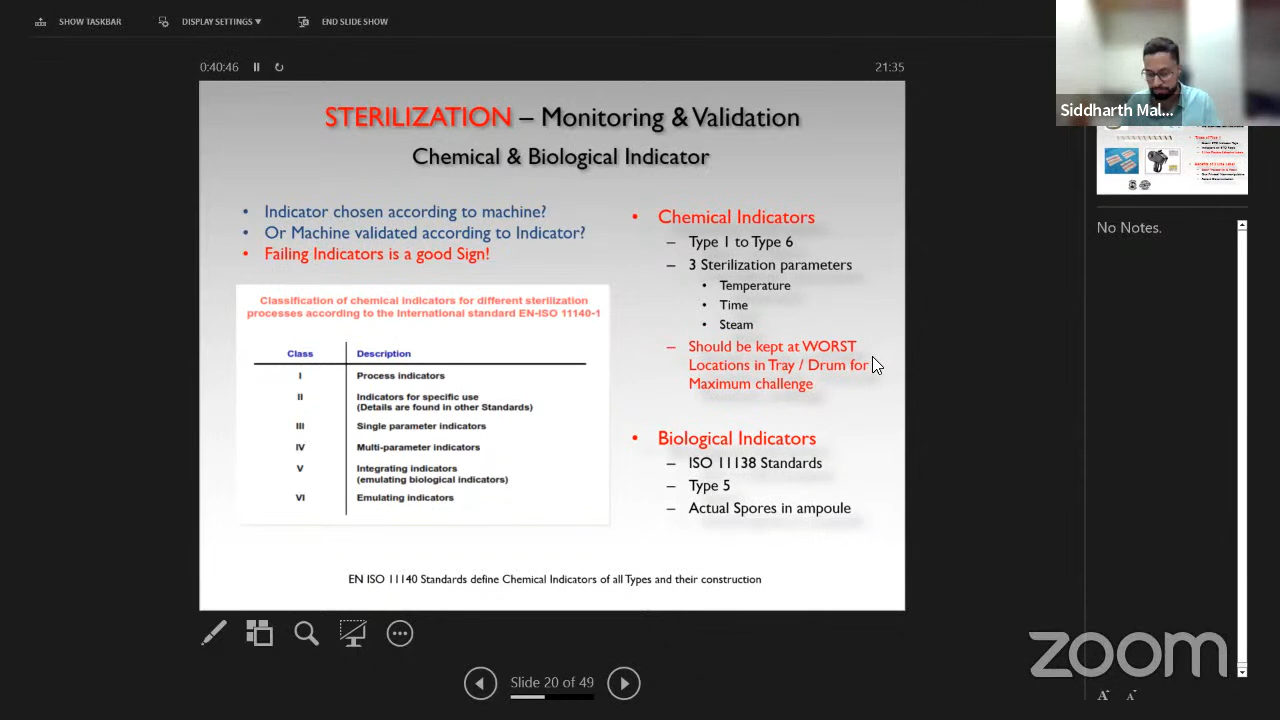 SHOW TASKBAR
DISPLAY SETTINGS ▼
END SLIDE SHOW
0:40:46
21:35
Siddharth Mal...
STERILIZATION – Monitoring & Validation
Chemical & Biological Indicator
• Indicator chosen according to machine?
• Or Machine validated according to Indicator?
• Failing Indicators is a good Sign!
Classification of chemical indicators for different sterilization
processes according to the International standard EN-ISO 11140-1
Class Description
I Process indicators
II Indicators for specific use
(Details are found in other Standards)
III Single parameter indicators
IV Multi-parameter indicators
V Integrating indicators
(emulating biological indicators)
VI Emulating indicators
• Chemical Indicators
– Type 1 to Type 6
– 3 Sterilization parameters
• Temperature
• Time
• Steam
– Should be kept at WORST
Locations in Tray / Drum for
Maximum challenge
• Biological Indicators
– ISO 11138 Standards
– Type 5
– Actual Spores in ampoule
EN ISO 11140 Standards define Chemical Indicators of all Types and their construction
No Notes.
Slide 20 of 49
zoom
A A